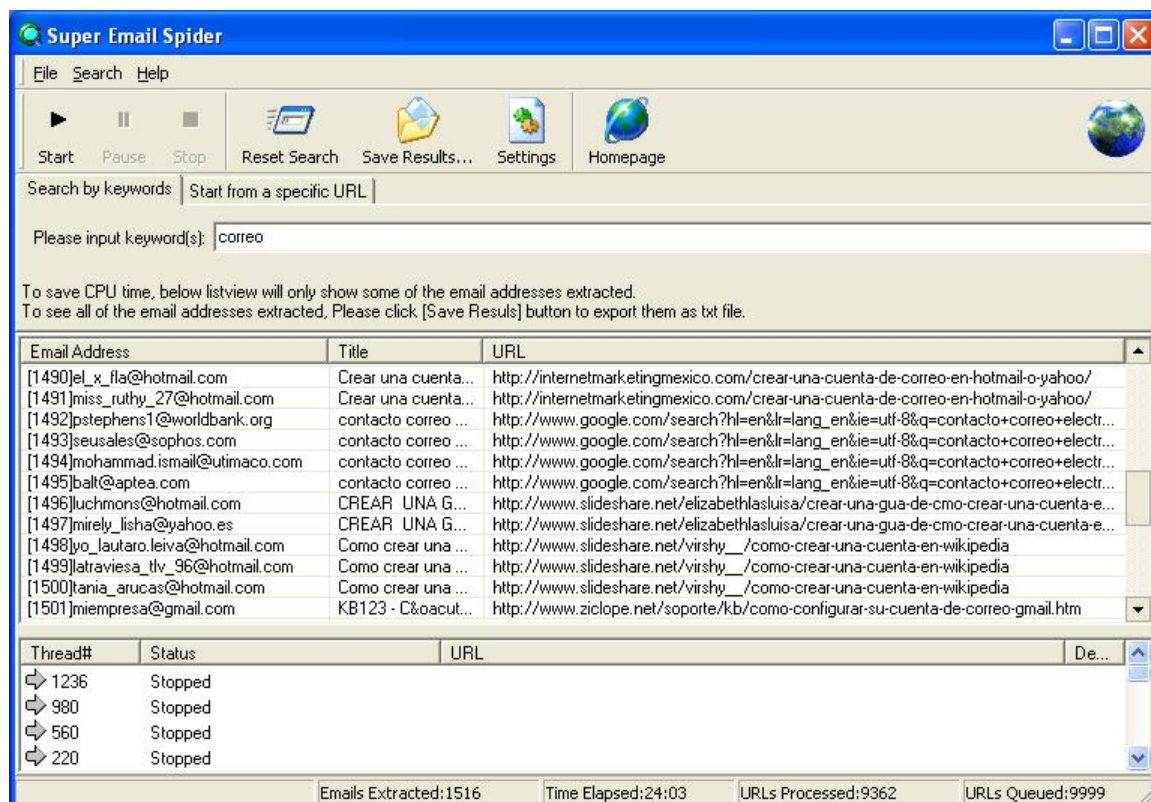 Super Email Spider
File Search Help
Start Pause Stop Reset Search Save Results... Settings Homepage
Search by keywords Start from a specific URL
Please input keyword(s): correo
To save CPU time, below listview will only show some of the email addresses extracted.
To see all of the email addresses extracted, Please click [Save Resuls] button to export them as txt file.
Email Address Title URL
[1490]el_x_fla@hotmail.com Crear una cuenta... http://internetmarketingmexico.com/crear-una-cuenta-de-correo-en-hotmail-o-yahoo/
[1491]miss_ruthy_27@hotmail.com Crear una cuenta... http://internetmarketingmexico.com/crear-una-cuenta-de-correo-en-hotmail-o-yahoo/
[1492]pstephens1@worldbank.org contacto correo ... http://www.google.com/search?hl=en&lr=lang_en&ie=utf-8&q=contacto+correo+electr...
[1493]seusales@sophos.com contacto correo ... http://www.google.com/search?hl=en&lr=lang_en&ie=utf-8&q=contacto+correo+electr...
[1494]mohammad.ismail@utimaco.com contacto correo ... http://www.google.com/search?hl=en&lr=lang_en&ie=utf-8&q=contacto+correo+electr...
[1495]balt@aptea.com contacto correo ... http://www.google.com/search?hl=en&lr=lang_en&ie=utf-8&q=contacto+correo+electr...
[1496]luchmons@hotmail.com CREAR UNA G... http://www.slideshare.net/elizabethlasluisa/crear-una-gua-de-cmo-crear-una-cuenta-e...
[1497]mirely_lisha@yahoo.es CREAR UNA G... http://www.slideshare.net/elizabethlasluisa/crear-una-gua-de-cmo-crear-una-cuenta-e...
[1498]yo_lautaro.leiva@hotmail.com Como crear una ... http://www.slideshare.net/virshy__/como-crear-una-cuenta-en-wikipedia
[1499]latraviesa_tlv_96@hotmail.com Como crear una ... http://www.slideshare.net/virshy__/como-crear-una-cuenta-en-wikipedia
[1500]tania_arucas@hotmail.com Como crear una ... http://www.slideshare.net/virshy__/como-crear-una-cuenta-en-wikipedia
[1501]miempresa@gmail.com KB123 - C&oacut... http://www.ziclope.net/soporte/kb/como-configurar-su-cuenta-de-correo-gmail.htm
Thread# Status URL De...
1236 Stopped
980 Stopped
560 Stopped
220 Stopped
Emails Extracted:1516 Time Elapsed:24:03 URLs Processed:9362 URLs Queued:9999